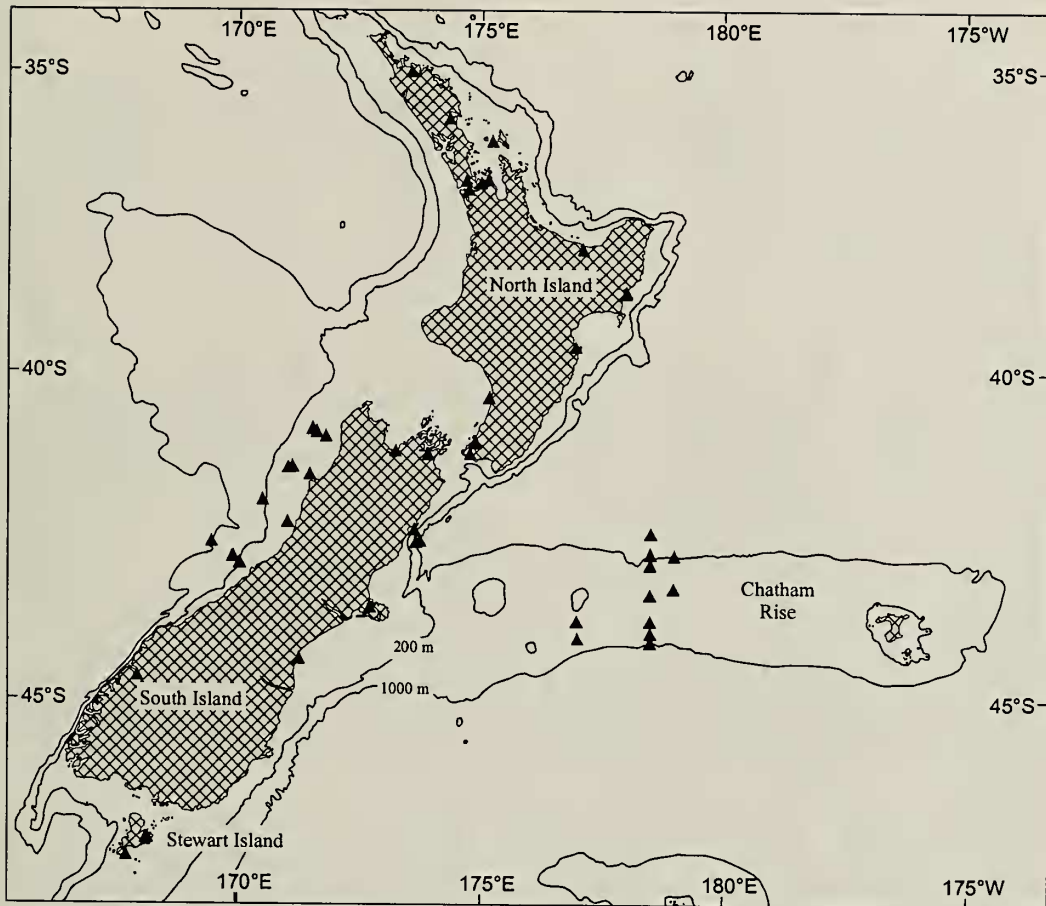 170°E 175°E 180°E 175°W
35°S 35°S
North Island
40°S 40°S
Chatham
Rise
200 m
1000 m
South Island
45°S 45°S
Stewart Island
170°E 175°E 180°E 175°W